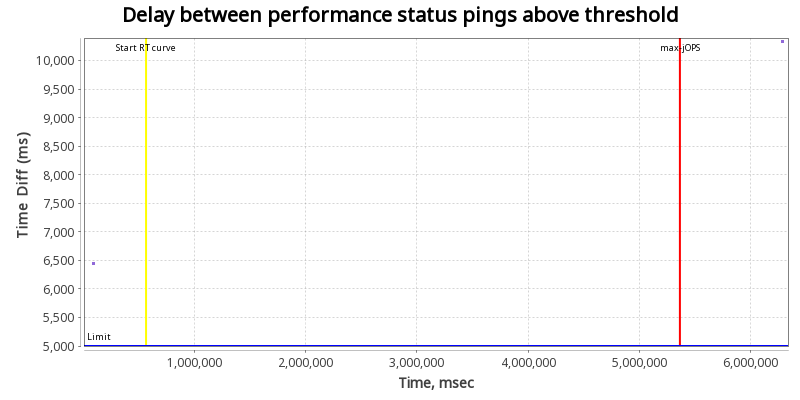 Delay between performance status pings above threshold
Start RT curve
max-jOPS
10,000
9,500
9,000
8,500
8,000
7,500
7,000
6,500
6,000
5,500
5,000
Time Diff (ms)
Limit
1,000,000
2,000,000
3,000,000
4,000,000
5,000,000
6,000,000
Time, msec